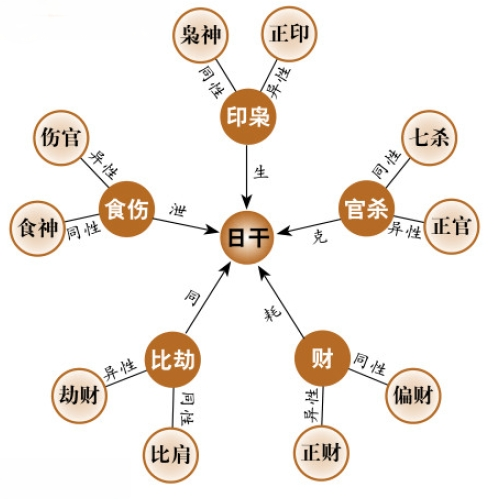 枭神
正印
同性
异性
印枭
生
伤官
异性
食伤
食神
同性
泄
七杀
同性
官杀
异性
正官
克
日干
同
比劫
异性
劫财
同性
比肩
耗
财
同性
偏财
异性
正财